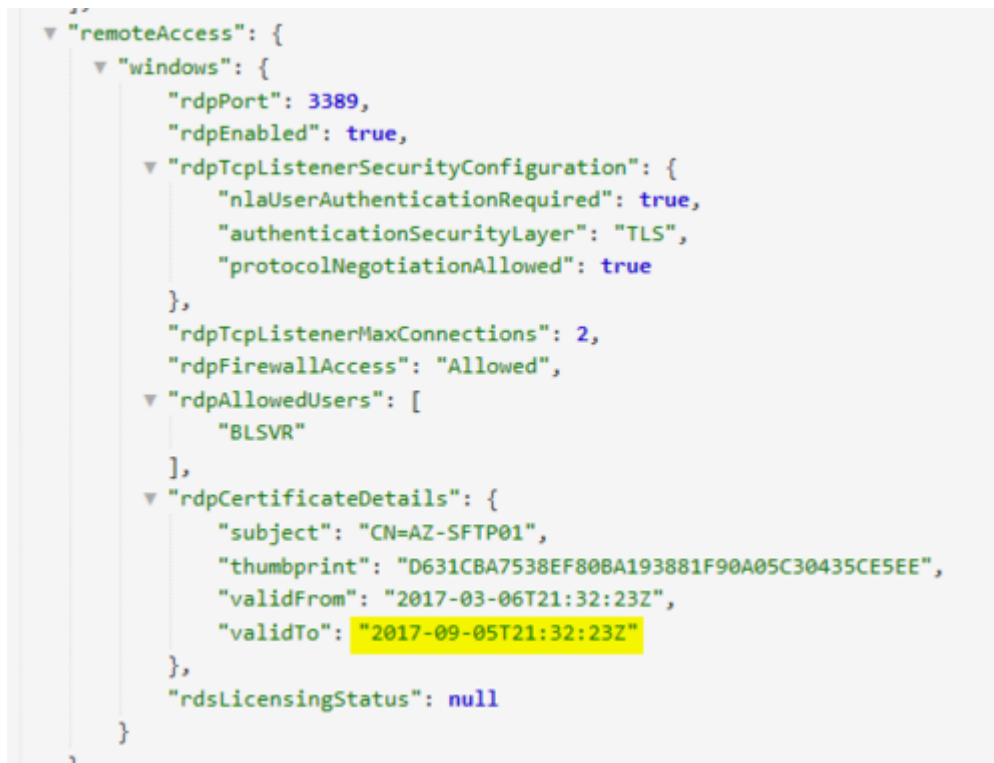 "remoteAccess": {
"windows": {
"rdpPort": 3389,
"rdpEnabled": true,
"rdpTcpListenerSecurityConfiguration": {
"nlaUserAuthenticationRequired": true,
"authenticationSecurityLayer": "TLS",
"protocolNegotiationAllowed": true
},
"rdpTcpListenerMaxConnections": 2,
"rdpFirewallAccess": "Allowed",
"rdpAllowedUsers": [
"BLSVR"
],
"rdpCertificateDetails": {
"subject": "CN=AZ-SFTP01",
"thumbprint": "D631CBA7538EF80BA193881F90A05C30435CE5EE",
"validFrom": "2017-03-06T21:32:23Z",
"validTo": "2017-09-05T21:32:23Z"
},
"rdsLicensingStatus": null
}